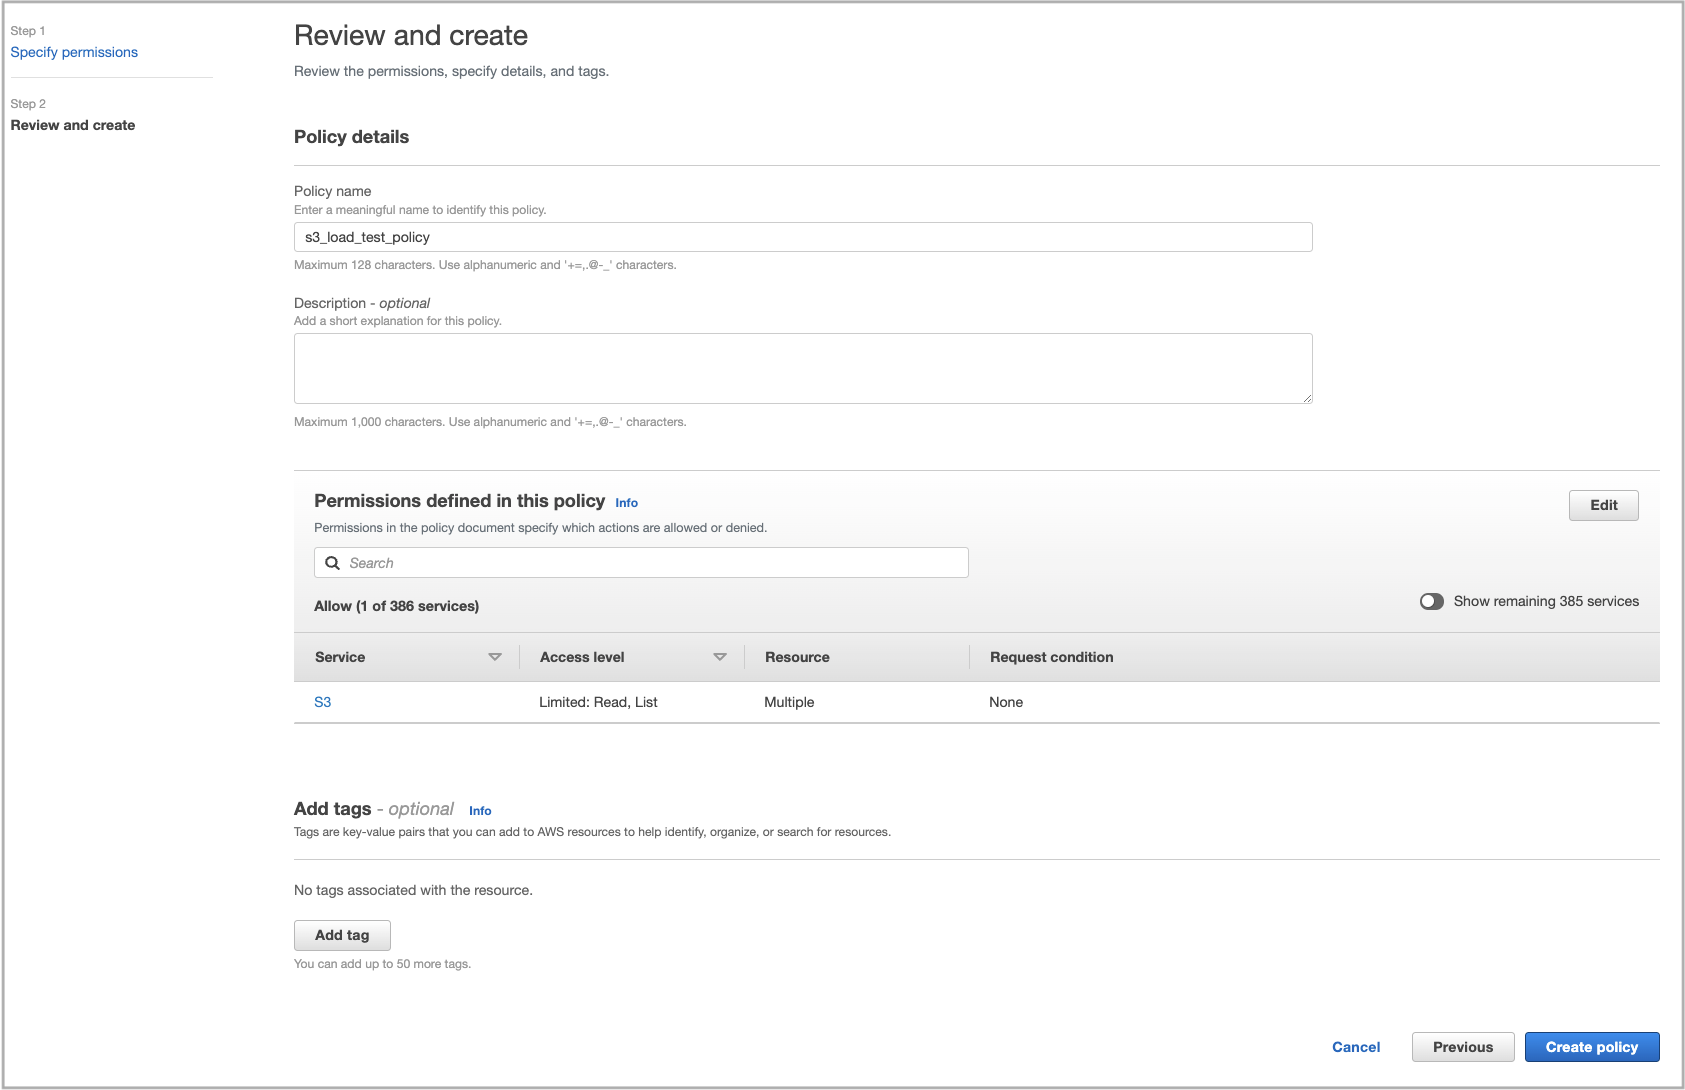 Step 1
Specify permissions
Step 2
Review and create
Review and create
Review the permissions, specify details, and tags.
Policy details
Policy name
Enter a meaningful name to identify this policy.
s3_load_test_policy
Maximum 128 characters. Use alphanumeric and '+=,.@-_' characters.
Description - optional
Add a short explanation for this policy.
Maximum 1,000 characters. Use alphanumeric and '+=,.@-_' characters.
Permissions defined in this policy Info
Edit
Permissions in the policy document specify which actions are allowed or denied.
Search
Allow (1 of 386 services)
Show remaining 385 services
Service Access level Resource Request condition
S3 Limited: Read, List Multiple None
Add tags - optional Info
Tags are key-value pairs that you can add to AWS resources to help identify, organize, or search for resources.
No tags associated with the resource.
Add tag
You can add up to 50 more tags.
Cancel Previous Create policy